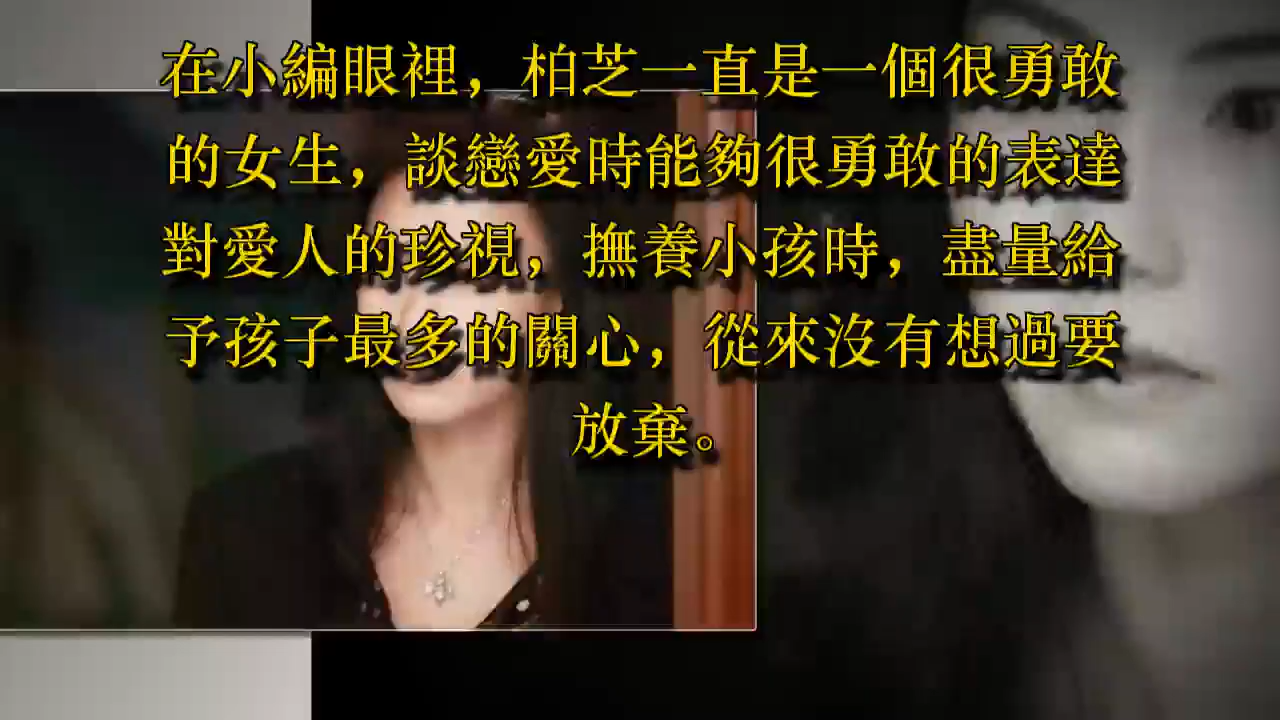 在小編眼裡，柏芝一直是一個很勇敢
的女生，談戀愛時能夠很勇敢的表達
對愛人的珍視，撫養小孩時，盡量給
予孩子最多的關心，從來沒有想過要
放棄。